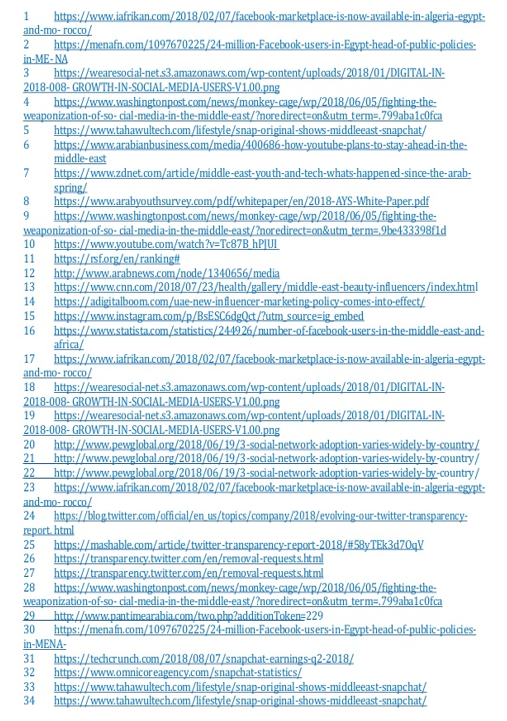 1 https://www.iafrikan.com/2018/02/07/facebook-marketplace-is-now-available-in-algeria-egypt-
and-mo- rocco/
2 https://menafn.com/1097670225/24-million-Facebook-users-in-Egypt-head-of-public-policies-
in-ME- NA
3 https://wearesocial-net.s3.amazonaws.com/wp-content/uploads/2018/01/DIGITAL-IN-
2018-008- GROWTH-IN-SOCIAL-MEDIA-USERS-V1.00.png
4 https://www.washingtonpost.com/news/monkey-cage/wp/2018/06/05/fighting-the-
weaponization-of-so- cial-media-in-the-middle-east/?noredirect=on&utm_term=.799aba1c0fca
5 https://www.tahawultech.com/lifestyle/snap-original-shows-middleeast-snapchat/
6 https://www.arabianbusiness.com/media/400686-how-youtube-plans-to-stay-ahead-in-the-
middle-east
7 https://www.zdnet.com/article/middle-east-youth-and-tech-whats-happened-since-the-arab-
spring/
8 https://www.arabyouthsurvey.com/pdf/whitepaper/en/2018-AYS-White-Paper.pdf
9 https://www.washingtonpost.com/news/monkey-cage/wp/2018/06/05/fighting-the-
weaponization-of-so- cial-media-in-the-middle-east/?noredirect=on&utm_term=.9be433398f1d
10 https://www.youtube.com/watch?v=Tc87B_hPJUI
11 https://rsf.org/en/ranking#
12 http://www.arabnews.com/node/1340656/media
13 https://www.cnn.com/2018/07/23/health/gallery/middle-east-beauty-influencers/index.html
14 https://adigitalboom.com/uae-new-influencer-marketing-policy-comes-into-effect/
15 https://www.instagram.com/p/BsESC6dgQct/?utm_source=ig_embed
16 https://www.statista.com/statistics/244926/number-of-facebook-users-in-the-middle-east-and-
africa/
17 https://www.iafrikan.com/2018/02/07/facebook-marketplace-is-now-available-in-algeria-egypt-
and-mo- rocco/
18 https://wearesocial-net.s3.amazonaws.com/wp-content/uploads/2018/01/DIGITAL-IN-
2018-008- GROWTH-IN-SOCIAL-MEDIA-USERS-V1.00.png
19 https://wearesocial-net.s3.amazonaws.com/wp-content/uploads/2018/01/DIGITAL-IN-
2018-008- GROWTH-IN-SOCIAL-MEDIA-USERS-V1.00.png
20 http://www.pewglobal.org/2018/06/19/3-social-network-adoption-varies-widely-by-country/
21 http://www.pewglobal.org/2018/06/19/3-social-network-adoption-varies-widely-by-country/
22 http://www.pewglobal.org/2018/06/19/3-social-network-adoption-varies-widely-by-country/
23 https://www.iafrikan.com/2018/02/07/facebook-marketplace-is-now-available-in-algeria-egypt-
and-mo- rocco/
24 https://blog.twitter.com/official/en_us/topics/company/2018/evolving-our-twitter-transparency-
report. html
25 https://mashable.com/article/twitter-transparency-report-2018/#58yTEk3d7OqV
26 https://transparency.twitter.com/en/removal-requests.html
27 https://transparency.twitter.com/en/removal-requests.html
28 https://www.washingtonpost.com/news/monkey-cage/wp/2018/06/05/fighting-the-
weaponization-of-so- cial-media-in-the-middle-east/?noredirect=on&utm_term=.799aba1c0fca
29 http://www.pantimearabia.com/two.php?additionToken=229
30 https://menafn.com/1097670225/24-million-Facebook-users-in-Egypt-head-of-public-policies-
in-MENA-
31 https://techcrunch.com/2018/08/07/snapchat-earnings-q2-2018/
32 https://www.omnicoreagency.com/snapchat-statistics/
33 https://www.tahawultech.com/lifestyle/snap-original-shows-middleeast-snapchat/
34 https://www.tahawultech.com/lifestyle/snap-original-shows-middleeast-snapchat/